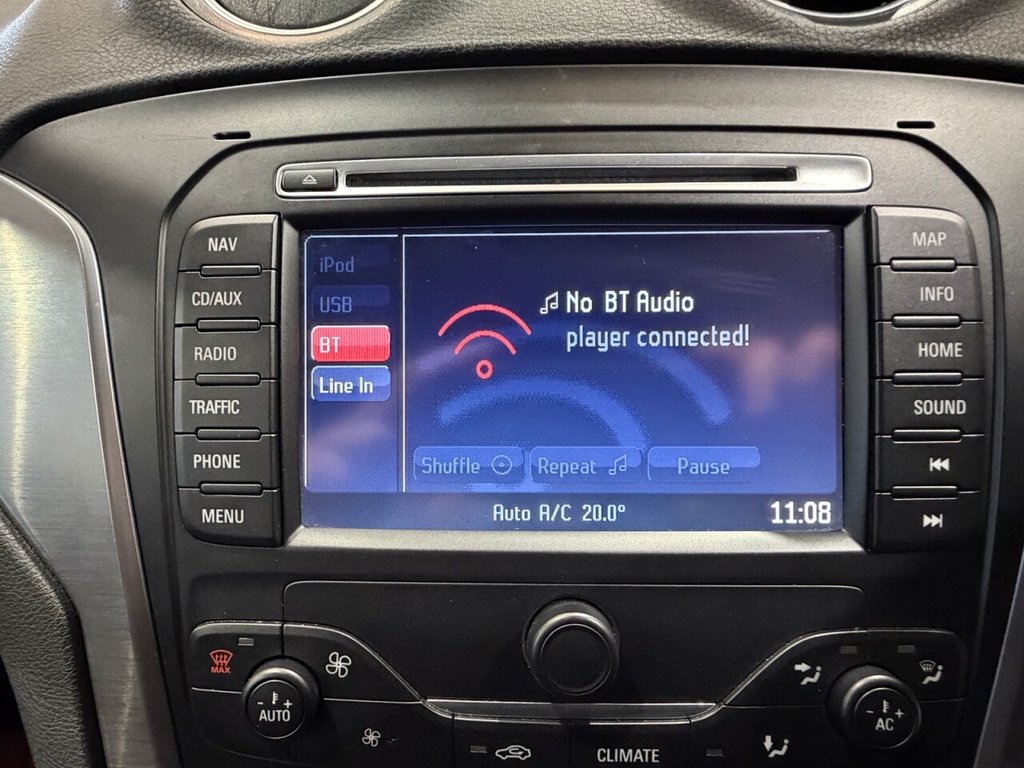 NAV
CD/AUX
RADIO
TRAFFIC
PHONE
MENU
iPod
USB
BT
Line In
No BT Audio
player connected!
Shuffle
Repeat
Pause
Auto A/C 20.0°
11:08
MAP
INFO
HOME
SOUND
MAX
- +
AUTO
CLIMATE
- +
AC